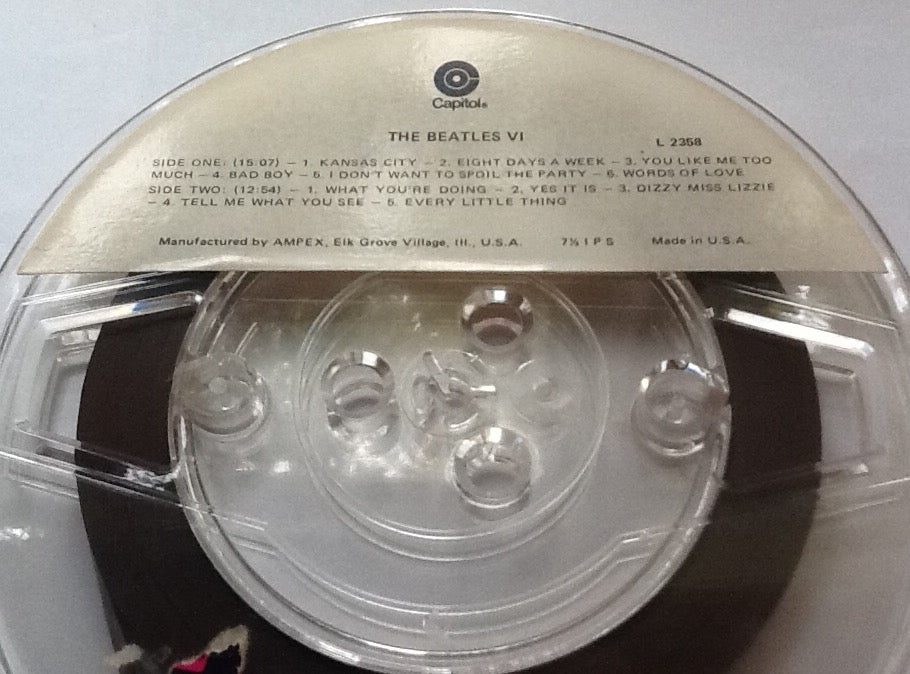 Capitol®
THE BEATLES VI
L 2358
SIDE ONE: (15:07) – 1. KANSAS CITY – 2. EIGHT DAYS A WEEK – 3. YOU LIKE ME TOO
MUCH – 4. BAD BOY – 5. I DON'T WANT TO SPOIL THE PARTY – 6. WORDS OF LOVE
SIDE TWO: (12:54) – 1. WHAT YOU'RE DOING – 2. YES IT IS – 3. DIZZY MISS LIZZIE
– 4. TELL ME WHAT YOU SEE – 5. EVERY LITTLE THING
Manufactured by AMPEX, Elk Grove Village, Ill., U.S.A. 7½ I P S Made in U.S.A.